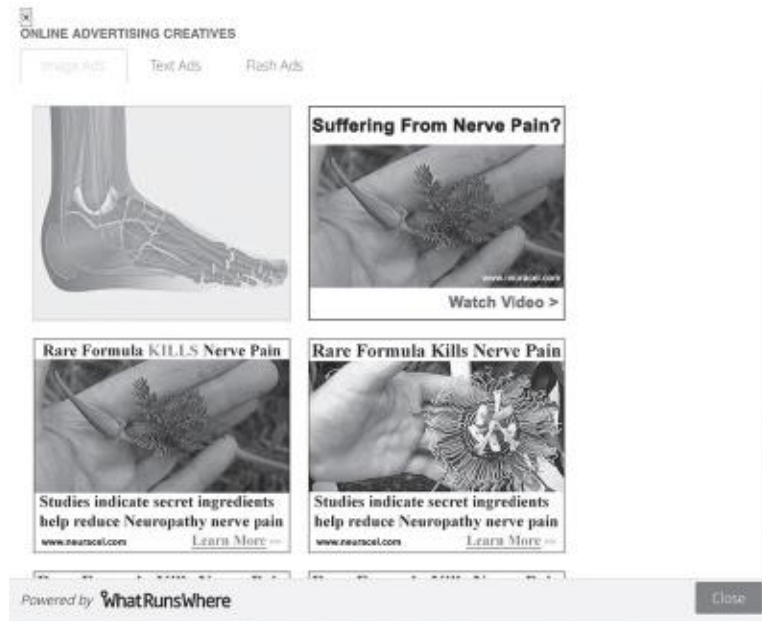 ×
ONLINE ADVERTISING CREATIVES
Image Ads Text Ads Flash Ads
Suffering From Nerve Pain?
www.neuracel.com
Watch Video >
Rare Formula KILLS Nerve Pain
Studies indicate secret ingredients
help reduce Neuropathy nerve pain
www.neuracel.com Learn More
Rare Formula Kills Nerve Pain
Studies indicate secret ingredients
help reduce Neuropathy nerve pain
www.neuracel.com Learn More
Powered by WhatRunsWhere
Close